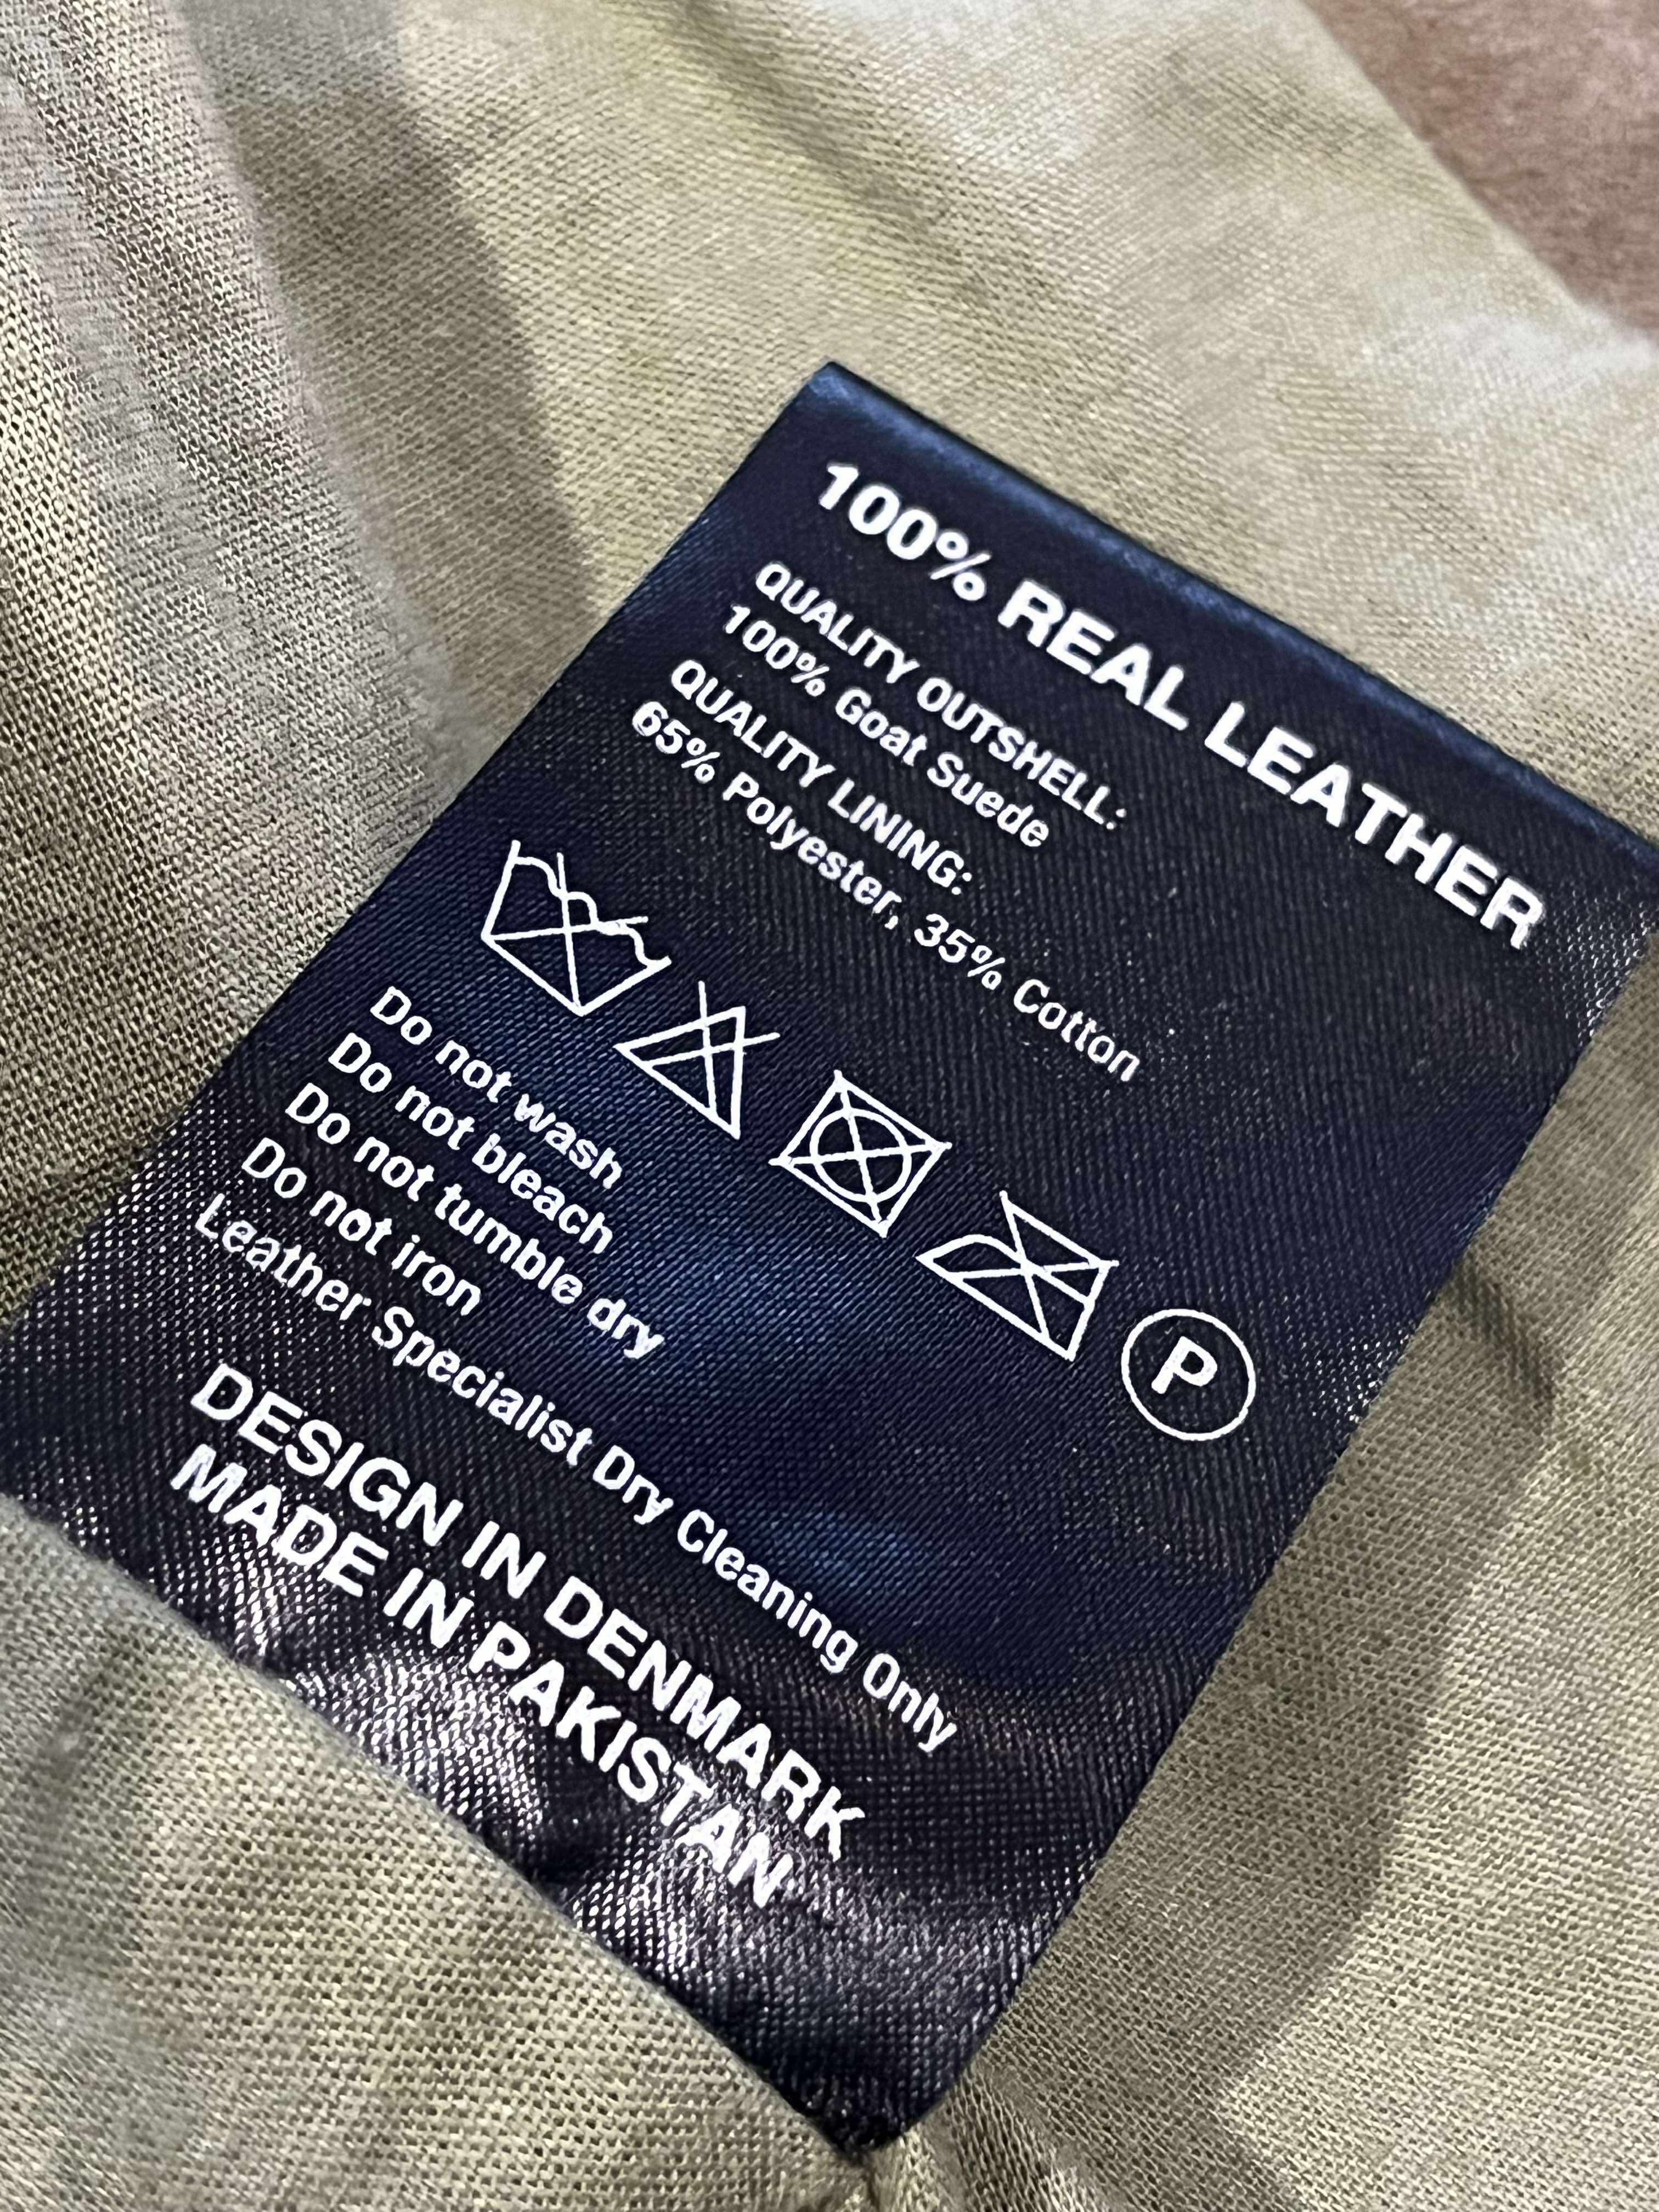 100% REAL LEATHER
QUALITY OUTSHELL:
100% Goat Suede
QUALITY LINING:
65% Polyester, 35% Cotton
P
Do not wash
Do not bleach
Do not tumble dry
Do not iron
Leather Specialist Dry Cleaning Only
DESIGN IN DENMARK
MADE IN PAKISTAN